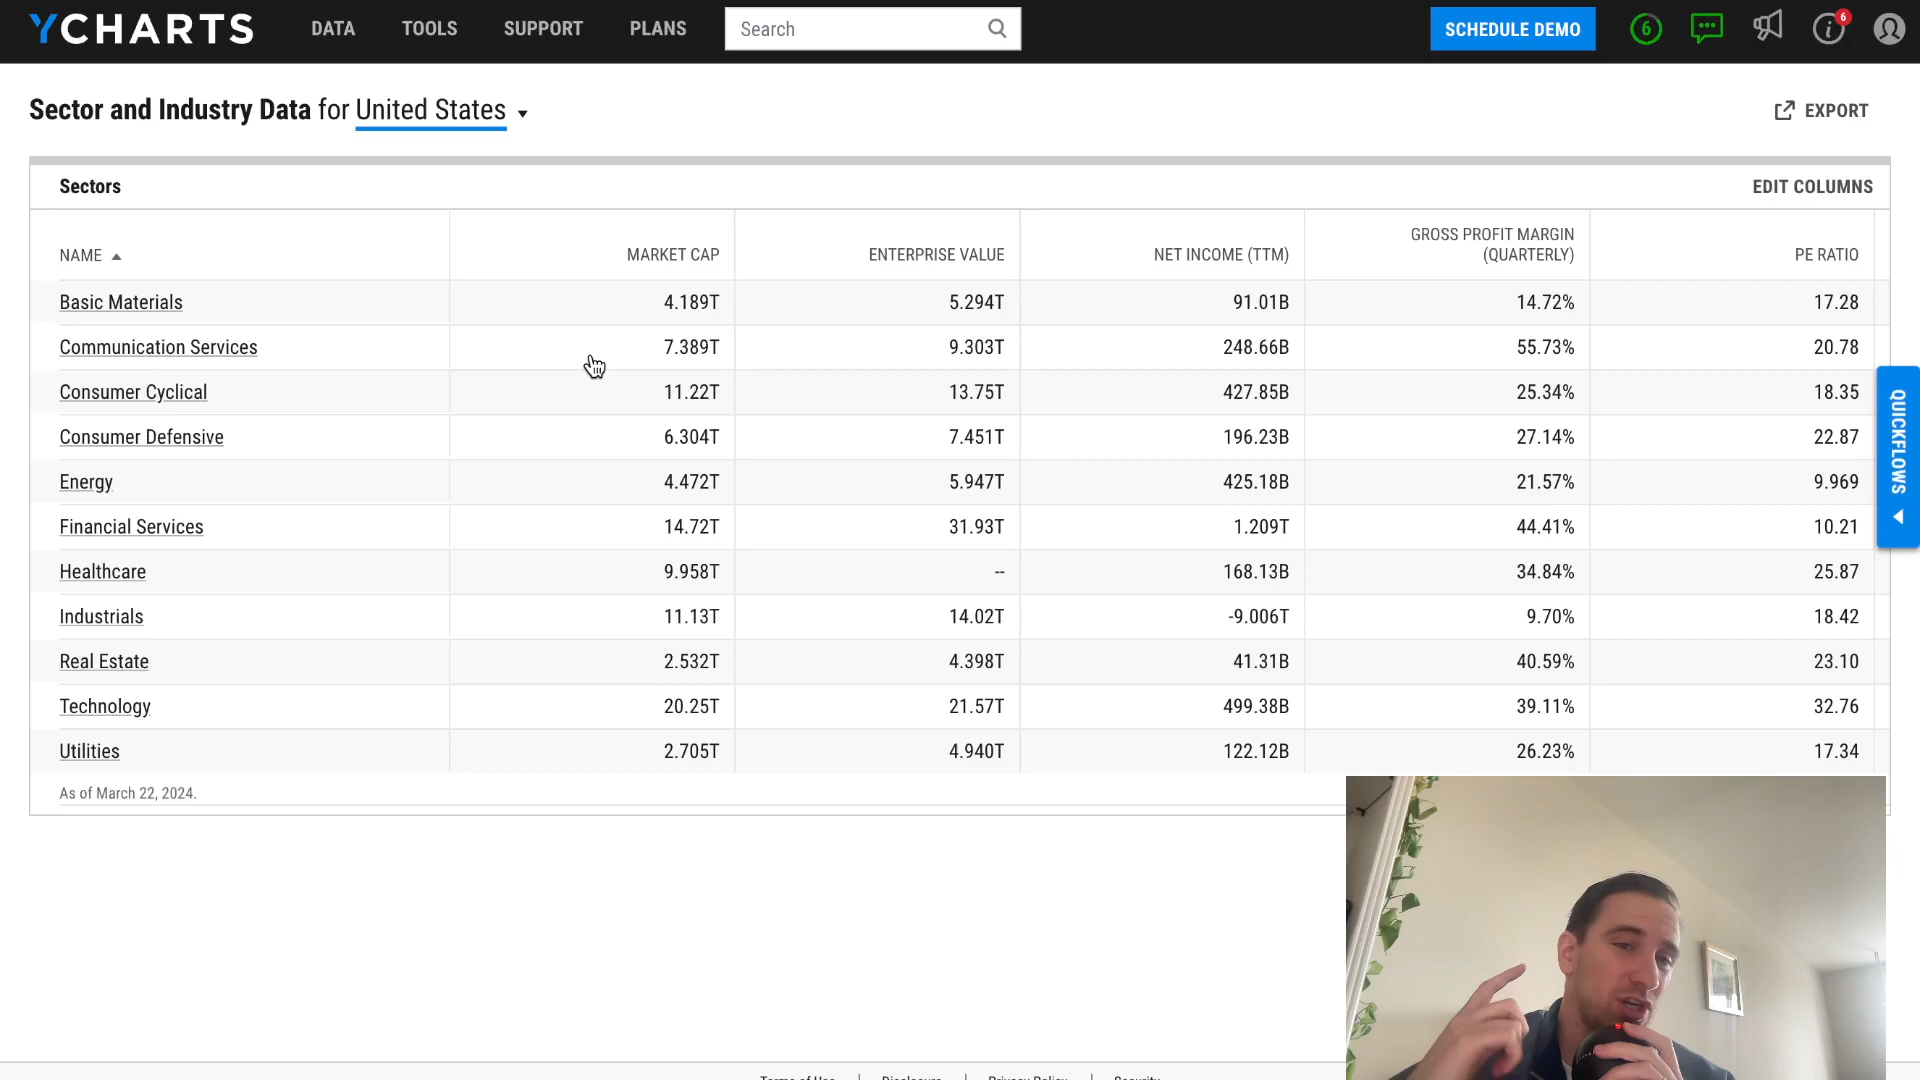 YCHARTS DATA TOOLS SUPPORT PLANS Search SCHEDULE DEMO 6 6
Sector and Industry Data for United States
EXPORT
Sectors EDIT COLUMNS
NAME MARKET CAP ENTERPRISE VALUE NET INCOME (TTM) GROSS PROFIT MARGIN (QUARTERLY) PE RATIO
Basic Materials 4.189T 5.294T 91.01B 14.72% 17.28
Communication Services 7.389T 9.303T 248.66B 55.73% 20.78
Consumer Cyclical 11.22T 13.75T 427.85B 25.34% 18.35
Consumer Defensive 6.304T 7.451T 196.23B 27.14% 22.87
Energy 4.472T 5.947T 425.18B 21.57% 9.969
Financial Services 14.72T 31.93T 1.209T 44.41% 10.21
Healthcare 9.958T -- 168.13B 34.84% 25.87
Industrials 11.13T 14.02T -9.006T 9.70% 18.42
Real Estate 2.532T 4.398T 41.31B 40.59% 23.10
Technology 20.25T 21.57T 499.38B 39.11% 32.76
Utilities 2.705T 4.940T 122.12B 26.23% 17.34
As of March 22, 2024.
QUICKFLOWS
Terms of Use | Disclosure | Privacy Policy | Security